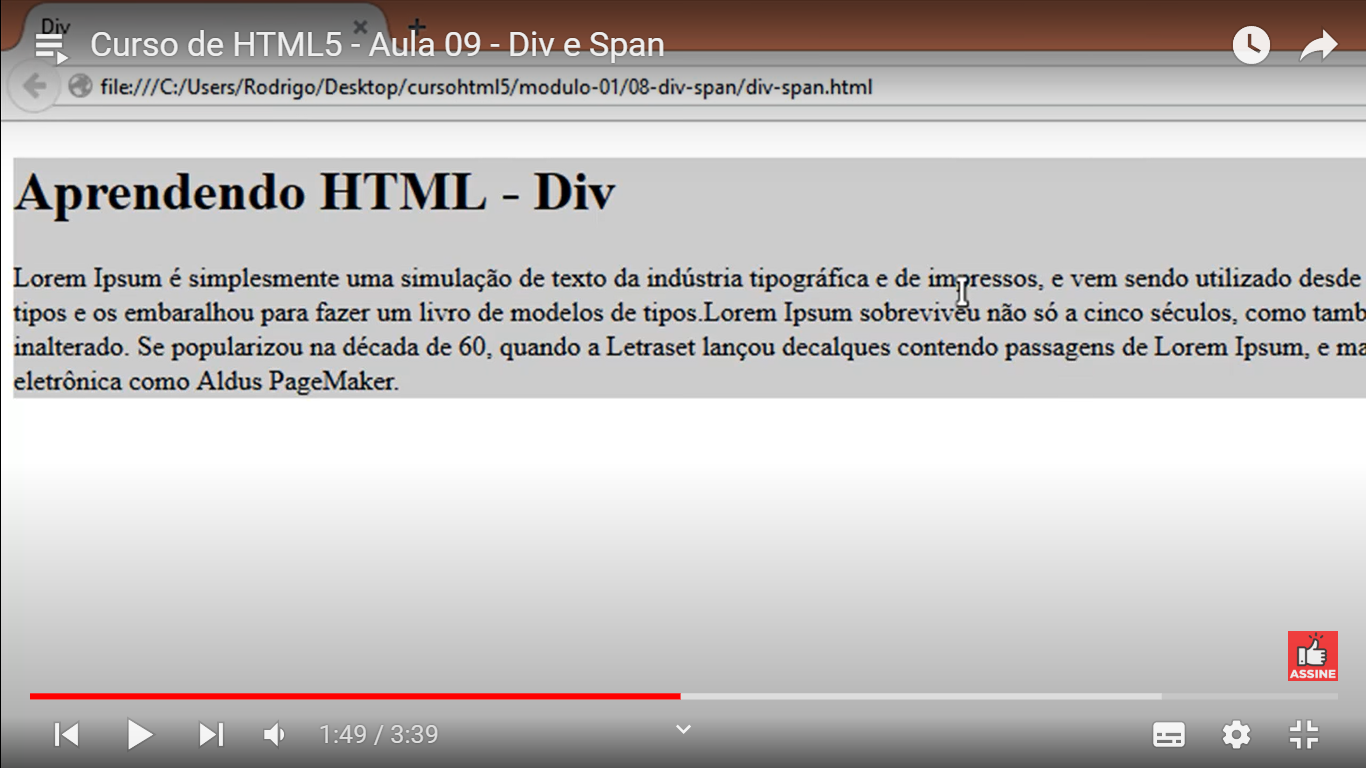 Div
Curso de HTML5 - Aula 09 - Div e Span
file:///C:/Users/Rodrigo/Desktop/cursohtml5/modulo-01/08-div-span/div-span.html
Aprendendo HTML - Div
Lorem Ipsum é simplesmente uma simulação de texto da indústria tipográfica e de impressos, e vem sendo utilizado desde
tipos e os embaralhou para fazer um livro de modelos de tipos.Lorem Ipsum sobreviveu não só a cinco séculos, como tamb
inalterado. Se popularizou na década de 60, quando a Letraset lançou decalques contendo passagens de Lorem Ipsum, e ma
eletrônica como Aldus PageMaker.
ASSINE
1:49 / 3:39